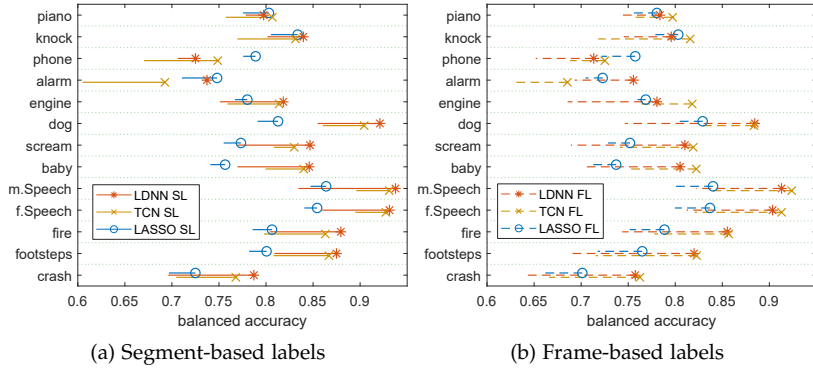 piano
knock
phone
alarm
engine
dog
scream
baby
m.Speech
f.Speech
fire
footsteps
crash
LDNN SL
TCN SL
LASSO SL
0.6 0.65 0.7 0.75 0.8 0.85 0.9
balanced accuracy
(a) Segment-based labels
piano
knock
phone
alarm
engine
dog
scream
baby
m.Speech
f.Speech
fire
footsteps
crash
LDNN FL
TCN FL
LASSO FL
0.6 0.65 0.7 0.75 0.8 0.85 0.9
balanced accuracy
(b) Frame-based labels